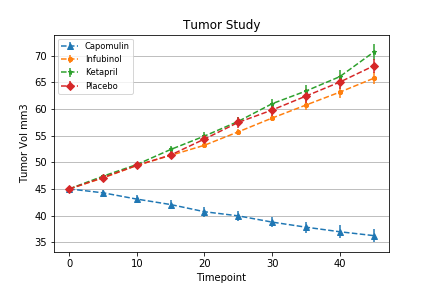 Tumor Study
Capomulin
Infubinol
Ketapril
Placebo
Tumor Vol mm3
70
65
60
55
50
45
40
35
0
10
20
30
40
Timepoint